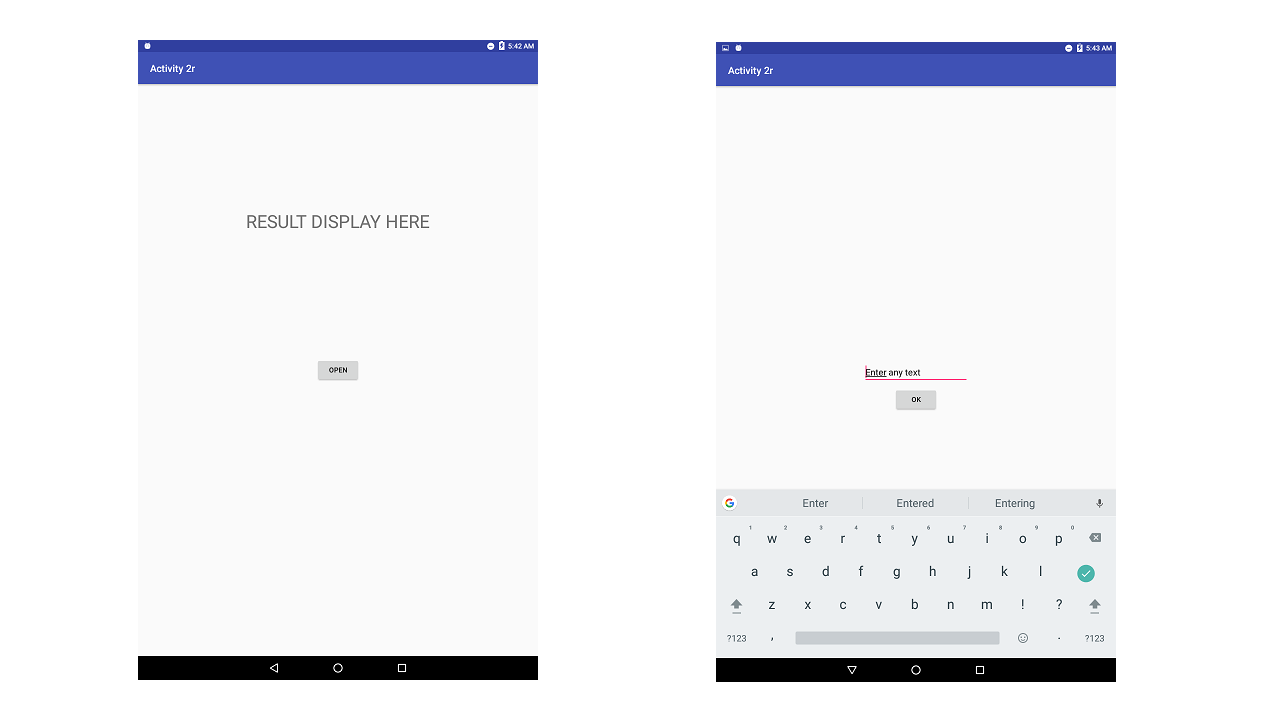 5:42 AM
Activity 2r
RESULT DISPLAY HERE
OPEN
5:43 AM
Activity 2r
Enter any text
OK
G Enter Entered Entering
1 2 3 4 5 6 7 8 9 0
q w e r t y u i o p
a s d f g h j k l
z x c v b n m ! ?
?123 , . ?123